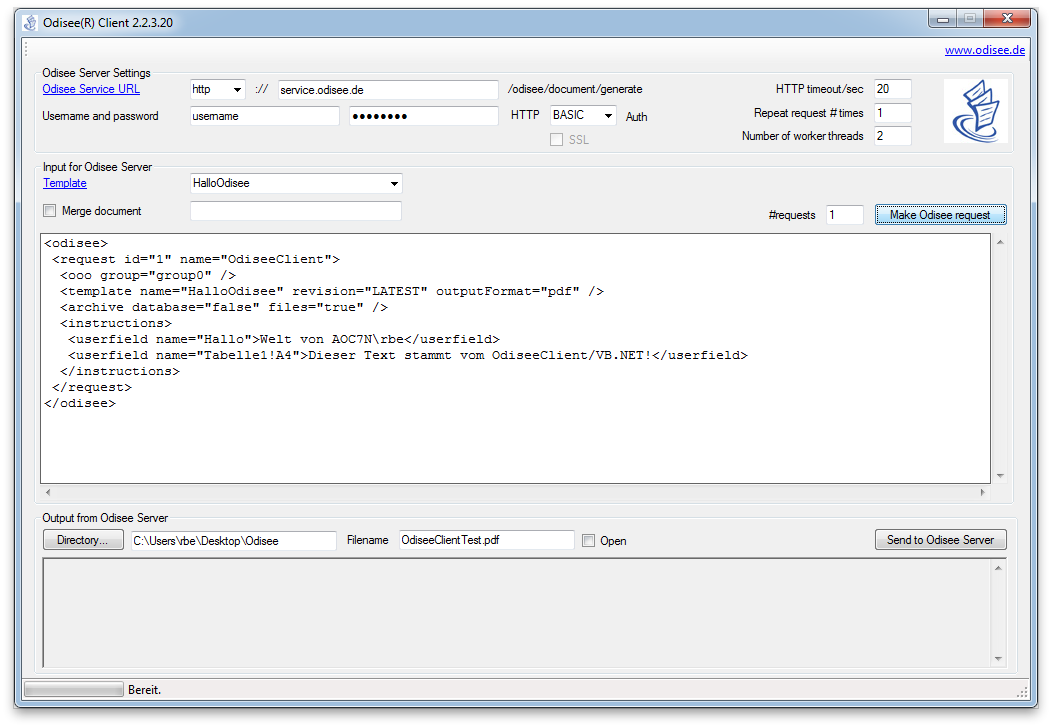 Odisee(R) Client 2.2.3.20
www.odisee.de
Odisee Server Settings
Odisee Service URL http :// service.odisee.de /odisee/document/generate HTTP timeout/sec 20
Username and password username ●●●●●●●● HTTP BASIC Auth Repeat request # times 1
SSL Number of worker threads 2
Input for Odisee Server
Template HalloOdisee
Merge document #requests 1 Make Odisee request
<odisee>
<request id="1" name="OdiseeClient">
<ooo group="group0" />
<template name="HalloOdisee" revision="LATEST" outputFormat="pdf" />
<archive database="false" files="true" />
<instructions>
<userfield name="Hallo">Welt von AOC7N\rbe</userfield>
<userfield name="Tabelle1!A4">Dieser Text stammt vom OdiseeClient/VB.NET!</userfield>
</instructions>
</request>
</odisee>
Output from Odisee Server
Directory... C:\Users\rbe\Desktop\Odisee Filename OdiseeClientTest.pdf Open Send to Odisee Server
Bereit.